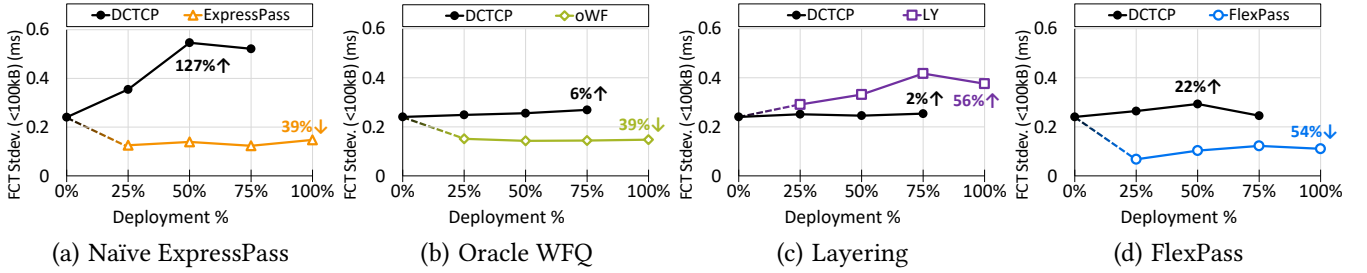 DCTCP ExpressPass
FCT Stdev. (<100kB) (ms)
0.6
0.4
0.2
0
127%↑
39%↓
0% 25% 50% 75% 100%
Deployment %
(a) Naïve ExpressPass
DCTCP oWF
FCT Stdev. (<100kB) (ms)
0.6
0.4
0.2
0
6%↑
39%↓
0% 25% 50% 75% 100%
Deployment %
(b) Oracle WFQ
DCTCP LY
FCT Stdev. (<100kB) (ms)
0.6
0.4
0.2
0
2%↑
56%↑
0% 25% 50% 75% 100%
Deployment %
(c) Layering
DCTCP FlexPass
FCT Stdev. (<100kB) (ms)
0.6
0.4
0.2
0
22%↑
54%↓
0% 25% 50% 75% 100%
Deployment %
(d) FlexPass